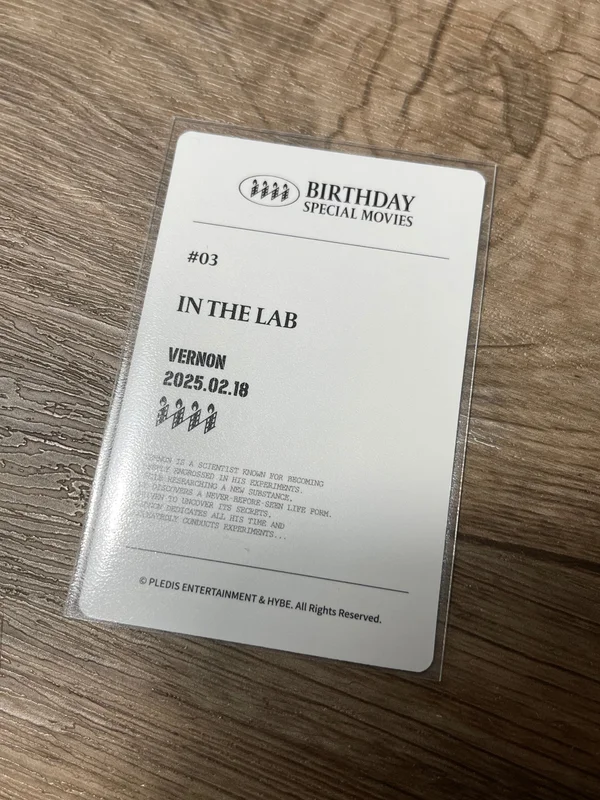 BIRTHDAY
SPECIAL MOVIES
#03
IN THE LAB
VERNON
2025.02.18
IS A SCIENTIST KNOWN FOR BECOMING
ENGROSSED IN HIS EXPERIMENTS.
RESEARCHING A NEW SUBSTANCE,
DISCOVERS A NEVER-BEFORE-SEEN LIFE FORM.
TO UNCOVER ITS SECRETS,
DEDICATES ALL HIS TIME AND
CONDUCTS EXPERIMENTS...
© PLEDIS ENTERTAINMENT & HYBE. All Rights Reserved.